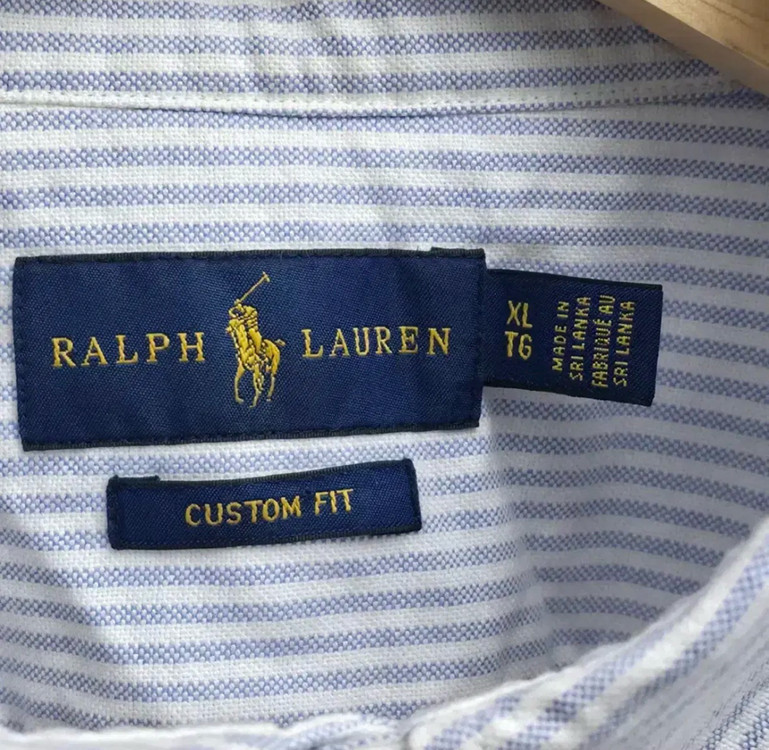 RALPH LAUREN
XL
TG
MADE IN
SRI LANKA
FABRIQUÉ AU
SRI LANKA
CUSTOM FIT